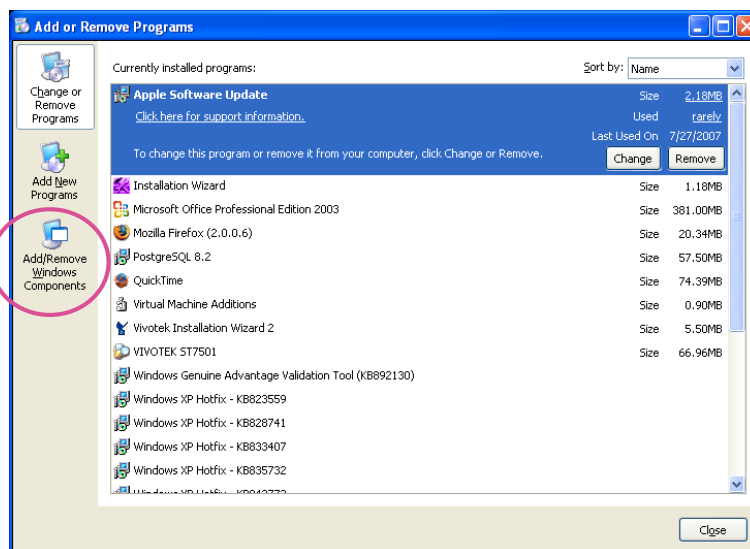 Add or Remove Programs
Change or
Remove
Programs
Add New
Programs
Add/Remove
Windows
Components
Currently installed programs:
Sort by: Name
Apple Software Update Size 2.18MB
Click here for support information. Used rarely
Last Used On 7/27/2007
To change this program or remove it from your computer, click Change or Remove. Change Remove
Installation Wizard Size 1.18MB
Microsoft Office Professional Edition 2003 Size 381.00MB
Mozilla Firefox (2.0.0.6) Size 20.34MB
PostgreSQL 8.2 Size 57.50MB
QuickTime Size 74.39MB
Virtual Machine Additions Size 0.90MB
Vivotek Installation Wizard 2 Size 5.50MB
VIVOTEK ST7501 Size 66.96MB
Windows Genuine Advantage Validation Tool (KB892130)
Windows XP Hotfix - KB823559
Windows XP Hotfix - KB828741
Windows XP Hotfix - KB833407
Windows XP Hotfix - KB835732
Windows XP Hotfix
Close